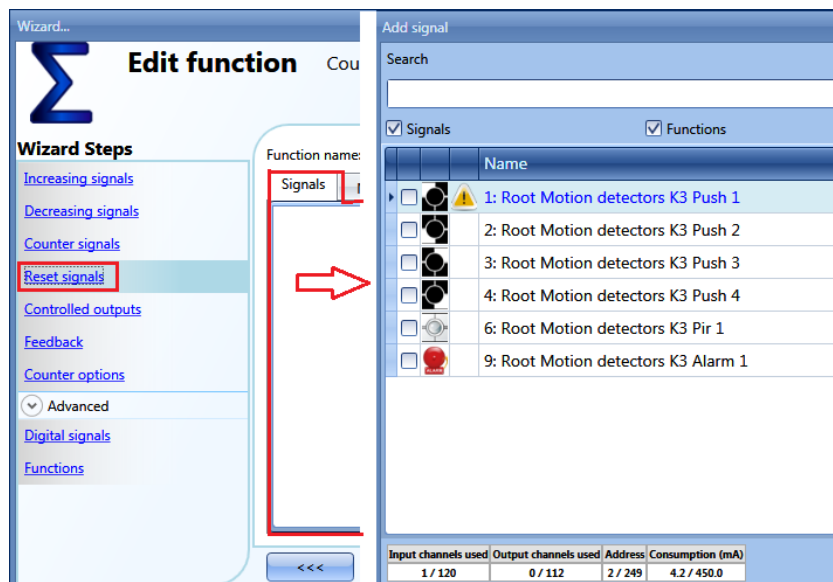 Wizard...
Edit function Cou
Wizard Steps
Increasing signals
Decreasing signals
Counter signals
Reset signals
Controlled outputs
Feedback
Counter options
Advanced
Digital signals
Functions
Function name:
Signals
<<<
Add signal
Search
Signals Functions
Name
1: Root Motion detectors K3 Push 1
2: Root Motion detectors K3 Push 2
3: Root Motion detectors K3 Push 3
4: Root Motion detectors K3 Push 4
6: Root Motion detectors K3 Pir 1
9: Root Motion detectors K3 Alarm 1
Input channels used Output channels used Address Consumption (mA)
1 / 120 0 / 112 2 / 249 4.2 / 450.0